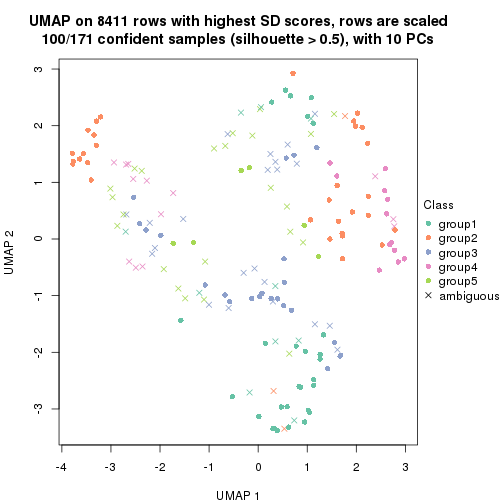 UMAP on 8411 rows with highest SD scores, rows are scaled
100/171 confident samples (silhouette > 0.5), with 10 PCs
3
2
1
0
-1
-2
-3
UMAP 2
-4
-3
-2
-1
0
1
2
3
UMAP 1
Class
group1
group2
group3
group4
group5
ambiguous